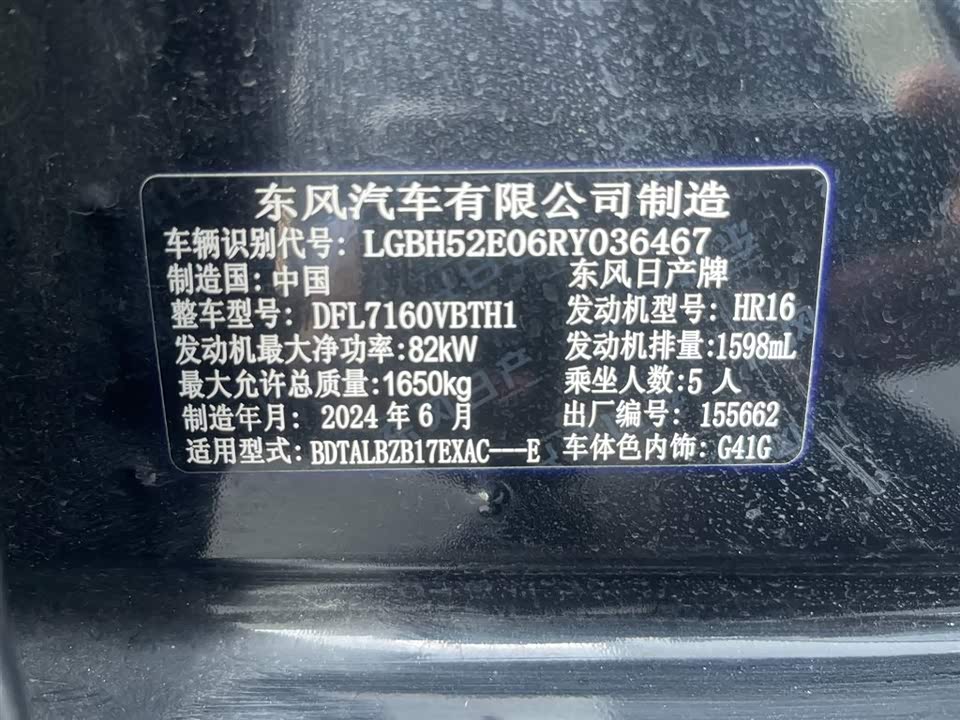 东风汽车有限公司制造
车辆识别代号: LGBH52E06RY036467
制造国: 中国 东风日产牌
整车型号: DFL7160VBTH1 发动机型号: HR16
发动机最大净功率:82kW 发动机排量:1598mL
最大允许总质量:1650kg 乘坐人数:5 人
制造年月: 2024 年 6 月 出厂编号: 155662
适用型式: BDTALBZB17EXAC---E 车体色内饰: G41G